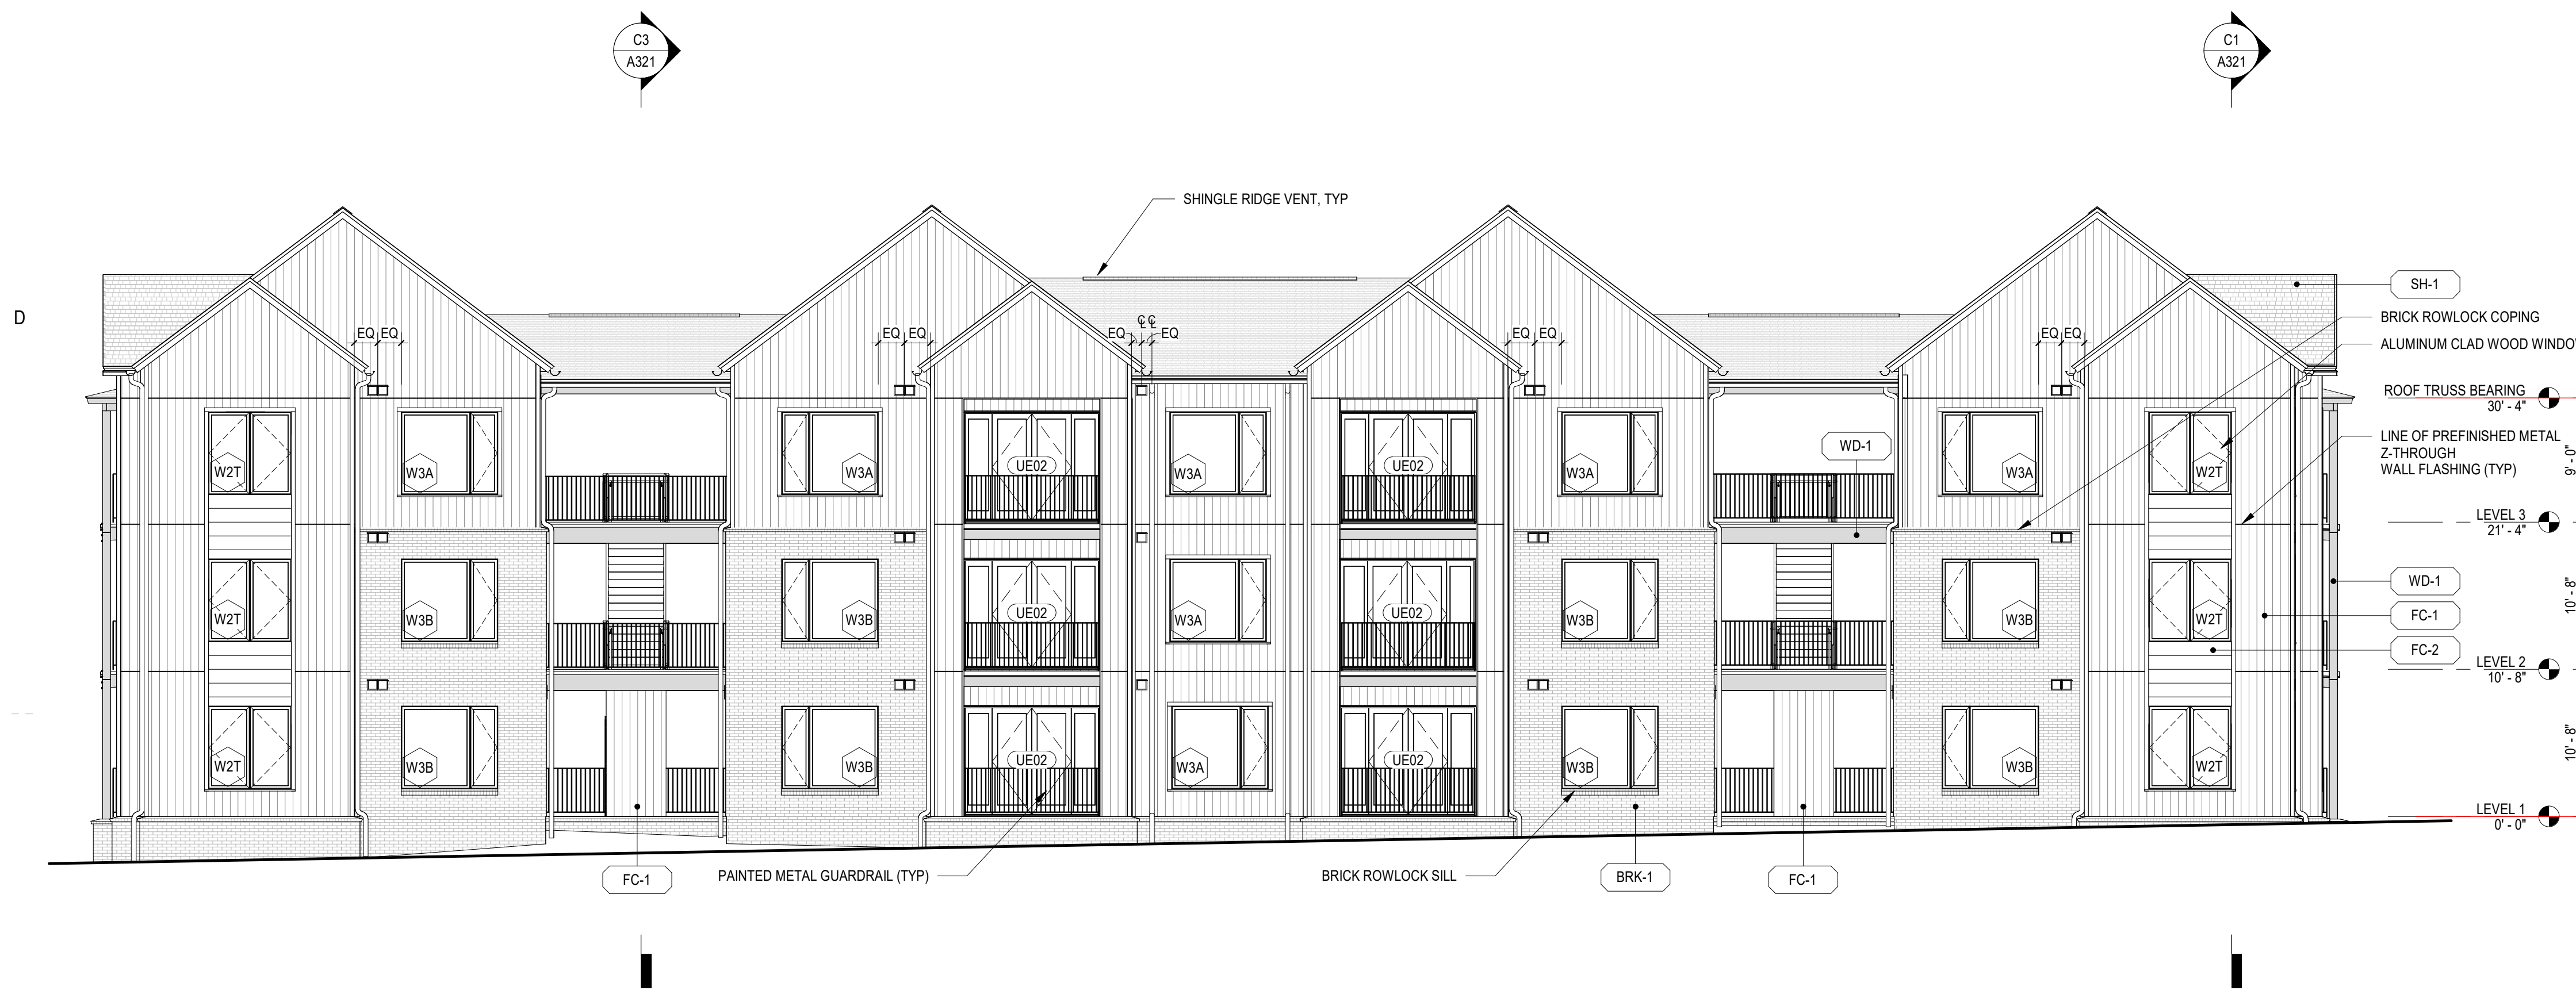 C3
A321
C1
A321
SHINGLE RIDGE VENT, TYP
SH-1
BRICK ROWLOCK COPING
D
EQ EQ
EQ EQ
EQ ℄ ℄ EQ
EQ EQ
EQ EQ
ALUMINUM CLAD WOOD WINDO
ROOF TRUSS BEARING
30' - 4"
LINE OF PREFINISHED METAL
Z-THROUGH
WALL FLASHING (TYP)
9' - 0"
WD-1
W2T W3A W3A UE02 W3A UE02 W3A W3A W2T
LEVEL 3
21' - 4"
WD-1
10' - 8"
FC-1
W2T W3B W3B UE02 W3A UE02 W3B W3B W2T
FC-2
LEVEL 2
10' - 8"
10' - 8"
W2T W3B W3B UE02 W3A UE02 W3B W3B W2T
LEVEL 1
0' - 0"
FC-1
PAINTED METAL GUARDRAIL (TYP)
BRICK ROWLOCK SILL
BRK-1
FC-1